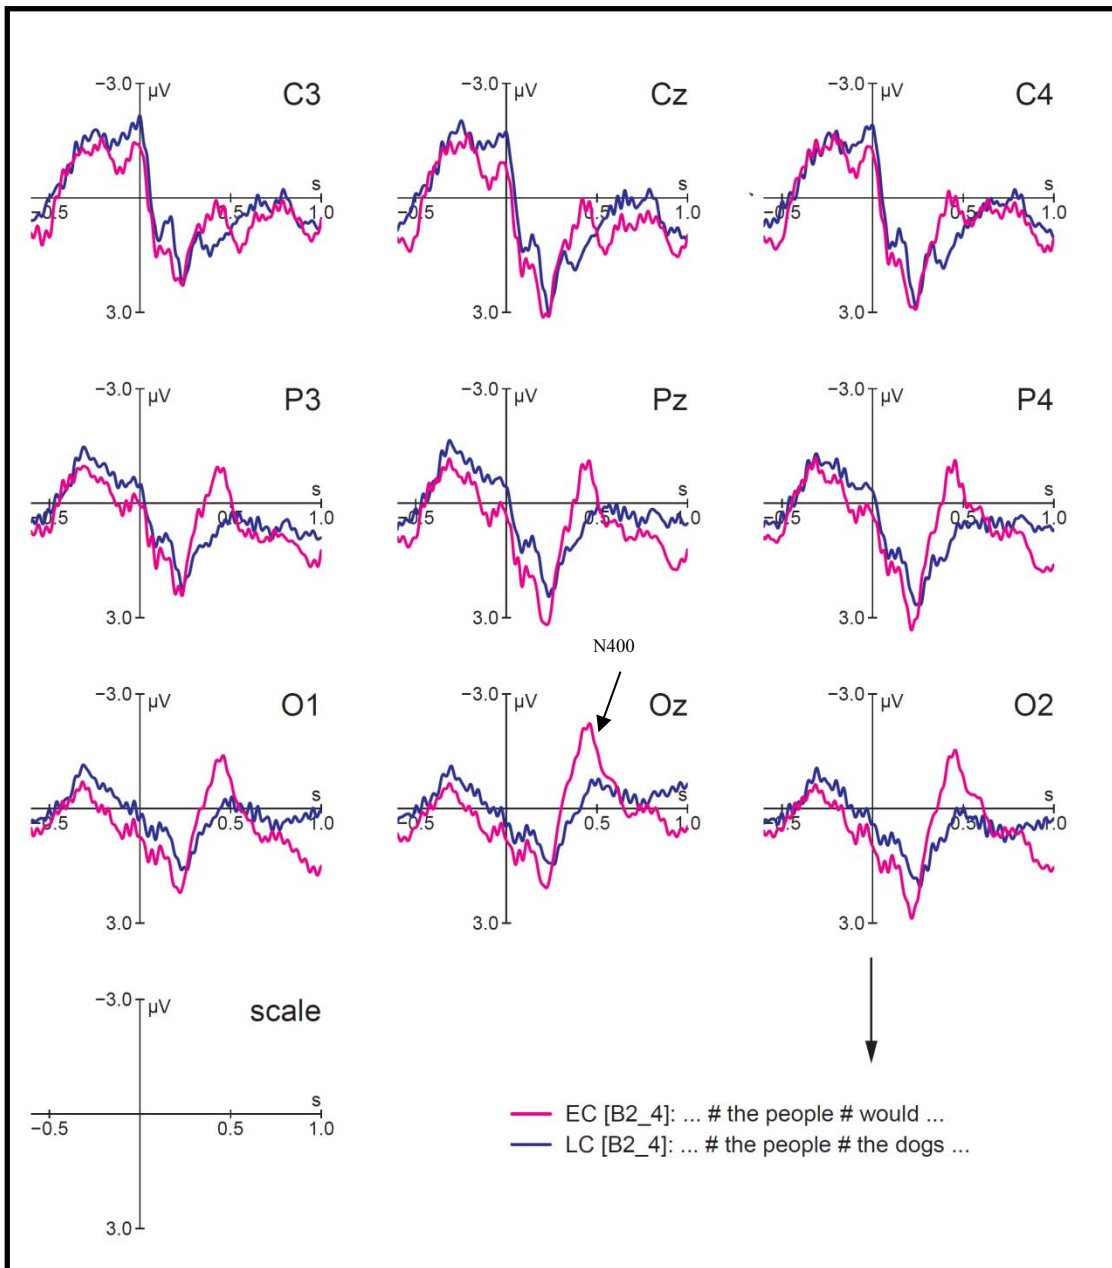 −3.0 µV C3
s
−0.5 0.5 1.0
3.0
−3.0 µV Cz
s
−0.5 0.5 1.0
3.0
−3.0 µV C4
s
−0.5 0.5 1.0
3.0
−3.0 µV P3
s
−0.5 0.5 1.0
3.0
−3.0 µV Pz
s
−0.5 0.5 1.0
3.0
−3.0 µV P4
s
−0.5 0.5 1.0
3.0
N400
−3.0 µV O1
s
−0.5 0.5 1.0
3.0
−3.0 µV Oz
s
−0.5 0.5 1.0
3.0
−3.0 µV O2
s
−0.5 0.5 1.0
3.0
−3.0 µV scale
s
−0.5 0.5 1.0
3.0
EC [B2_4]: ... # the people # would ...
LC [B2_4]: ... # the people # the dogs ...